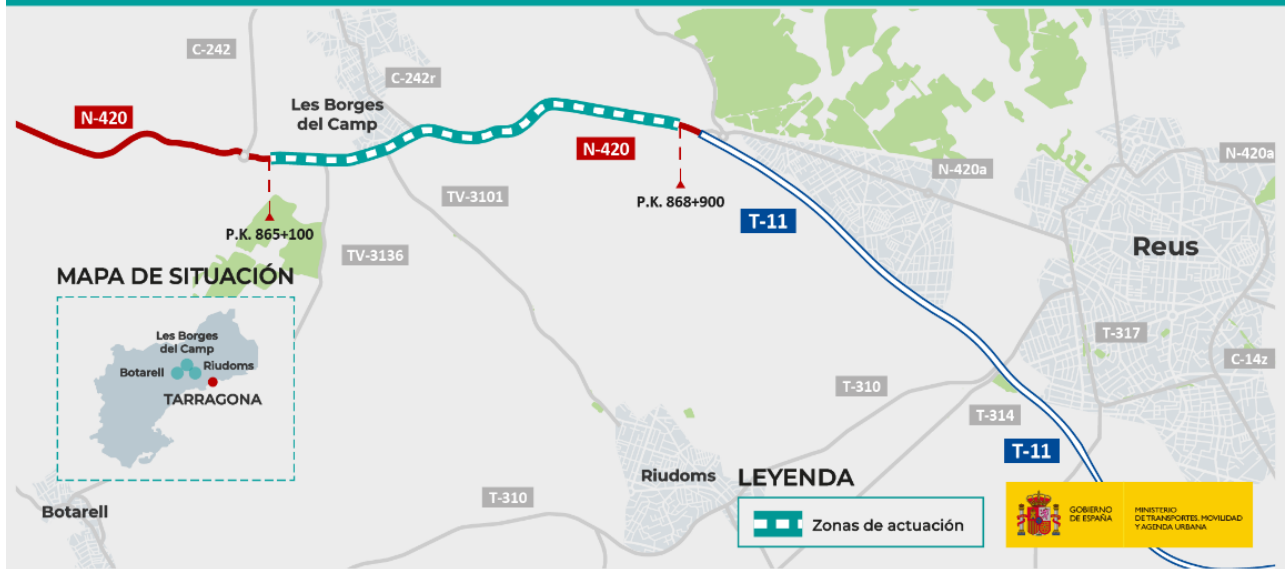 C-242
C-242r
N-420
Les Borges
del Camp
N-420
N-420a
N-420a
TV-3101
P.K. 868+900
T-11
P.K. 865+100
TV-3136
Reus
MAPA DE SITUACIÓN
Les Borges
del Camp
Botarell
Riudoms
TARRAGONA
T-317
C-14z
T-310
T-314
T-11
Riudoms
LEYENDA
Zonas de actuación
T-310
Botarell
GOBIERNO
DE ESPAÑA
MINISTERIO
DE TRANSPORTES, MOVILIDAD
Y AGENDA URBANA